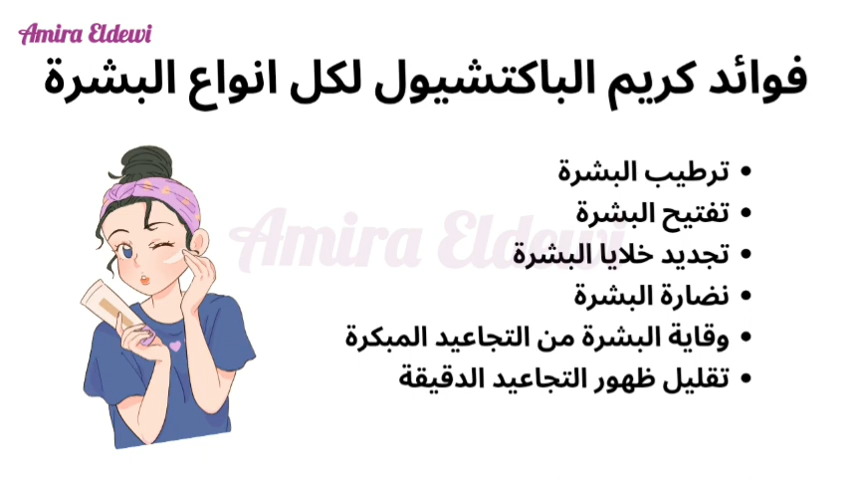 Amira Eldewi
فوائد كريم الباكتشيول لكل انواع البشرة
• ترطيب البشرة
• تفتيح البشرة
• تجديد خلايا البشرة
• نضارة البشرة
• وقاية البشرة من التجاعيد المبكرة
• تقليل ظهور التجاعيد الدقيقة
Amira Eldewi